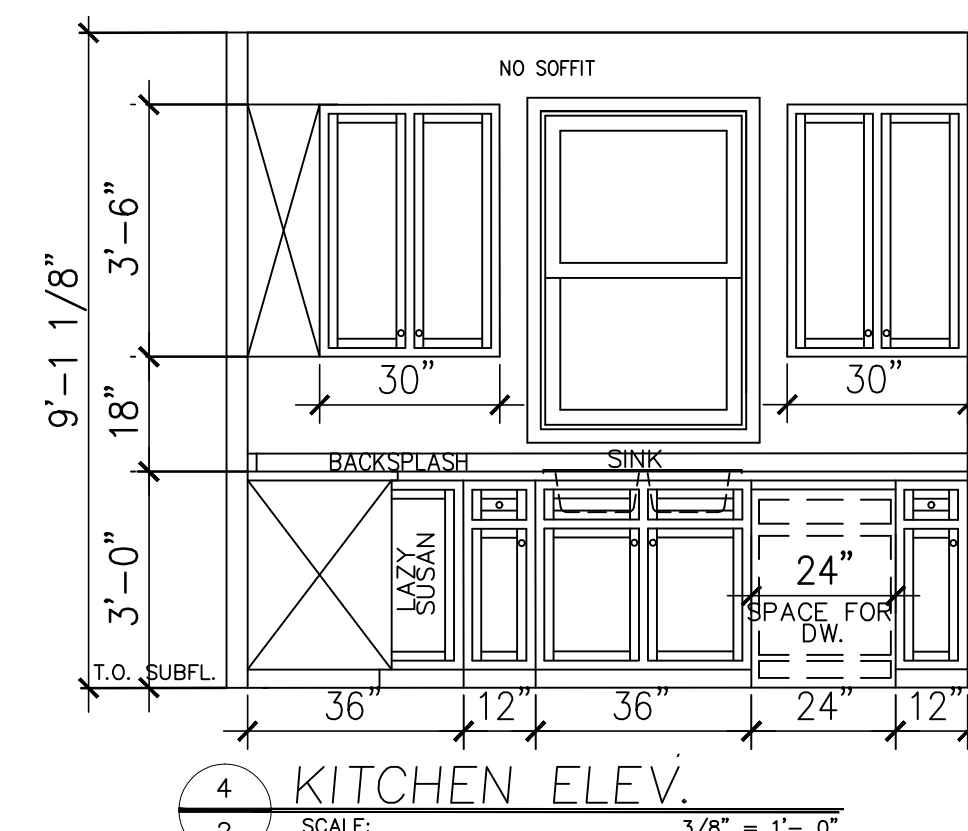 NO SOFFIT
3'-6"
9'-1 1/8"
30"
30"
18"
BACKSPLASH
SINK
3'-0"
LAZY
SUSAN
24"
SPACE FOR
DW.
T.O. SUBFL.
36"
12"
36"
24"
12"
4
KITCHEN ELEV.
SCALE:
3/8" = 1'- 0"